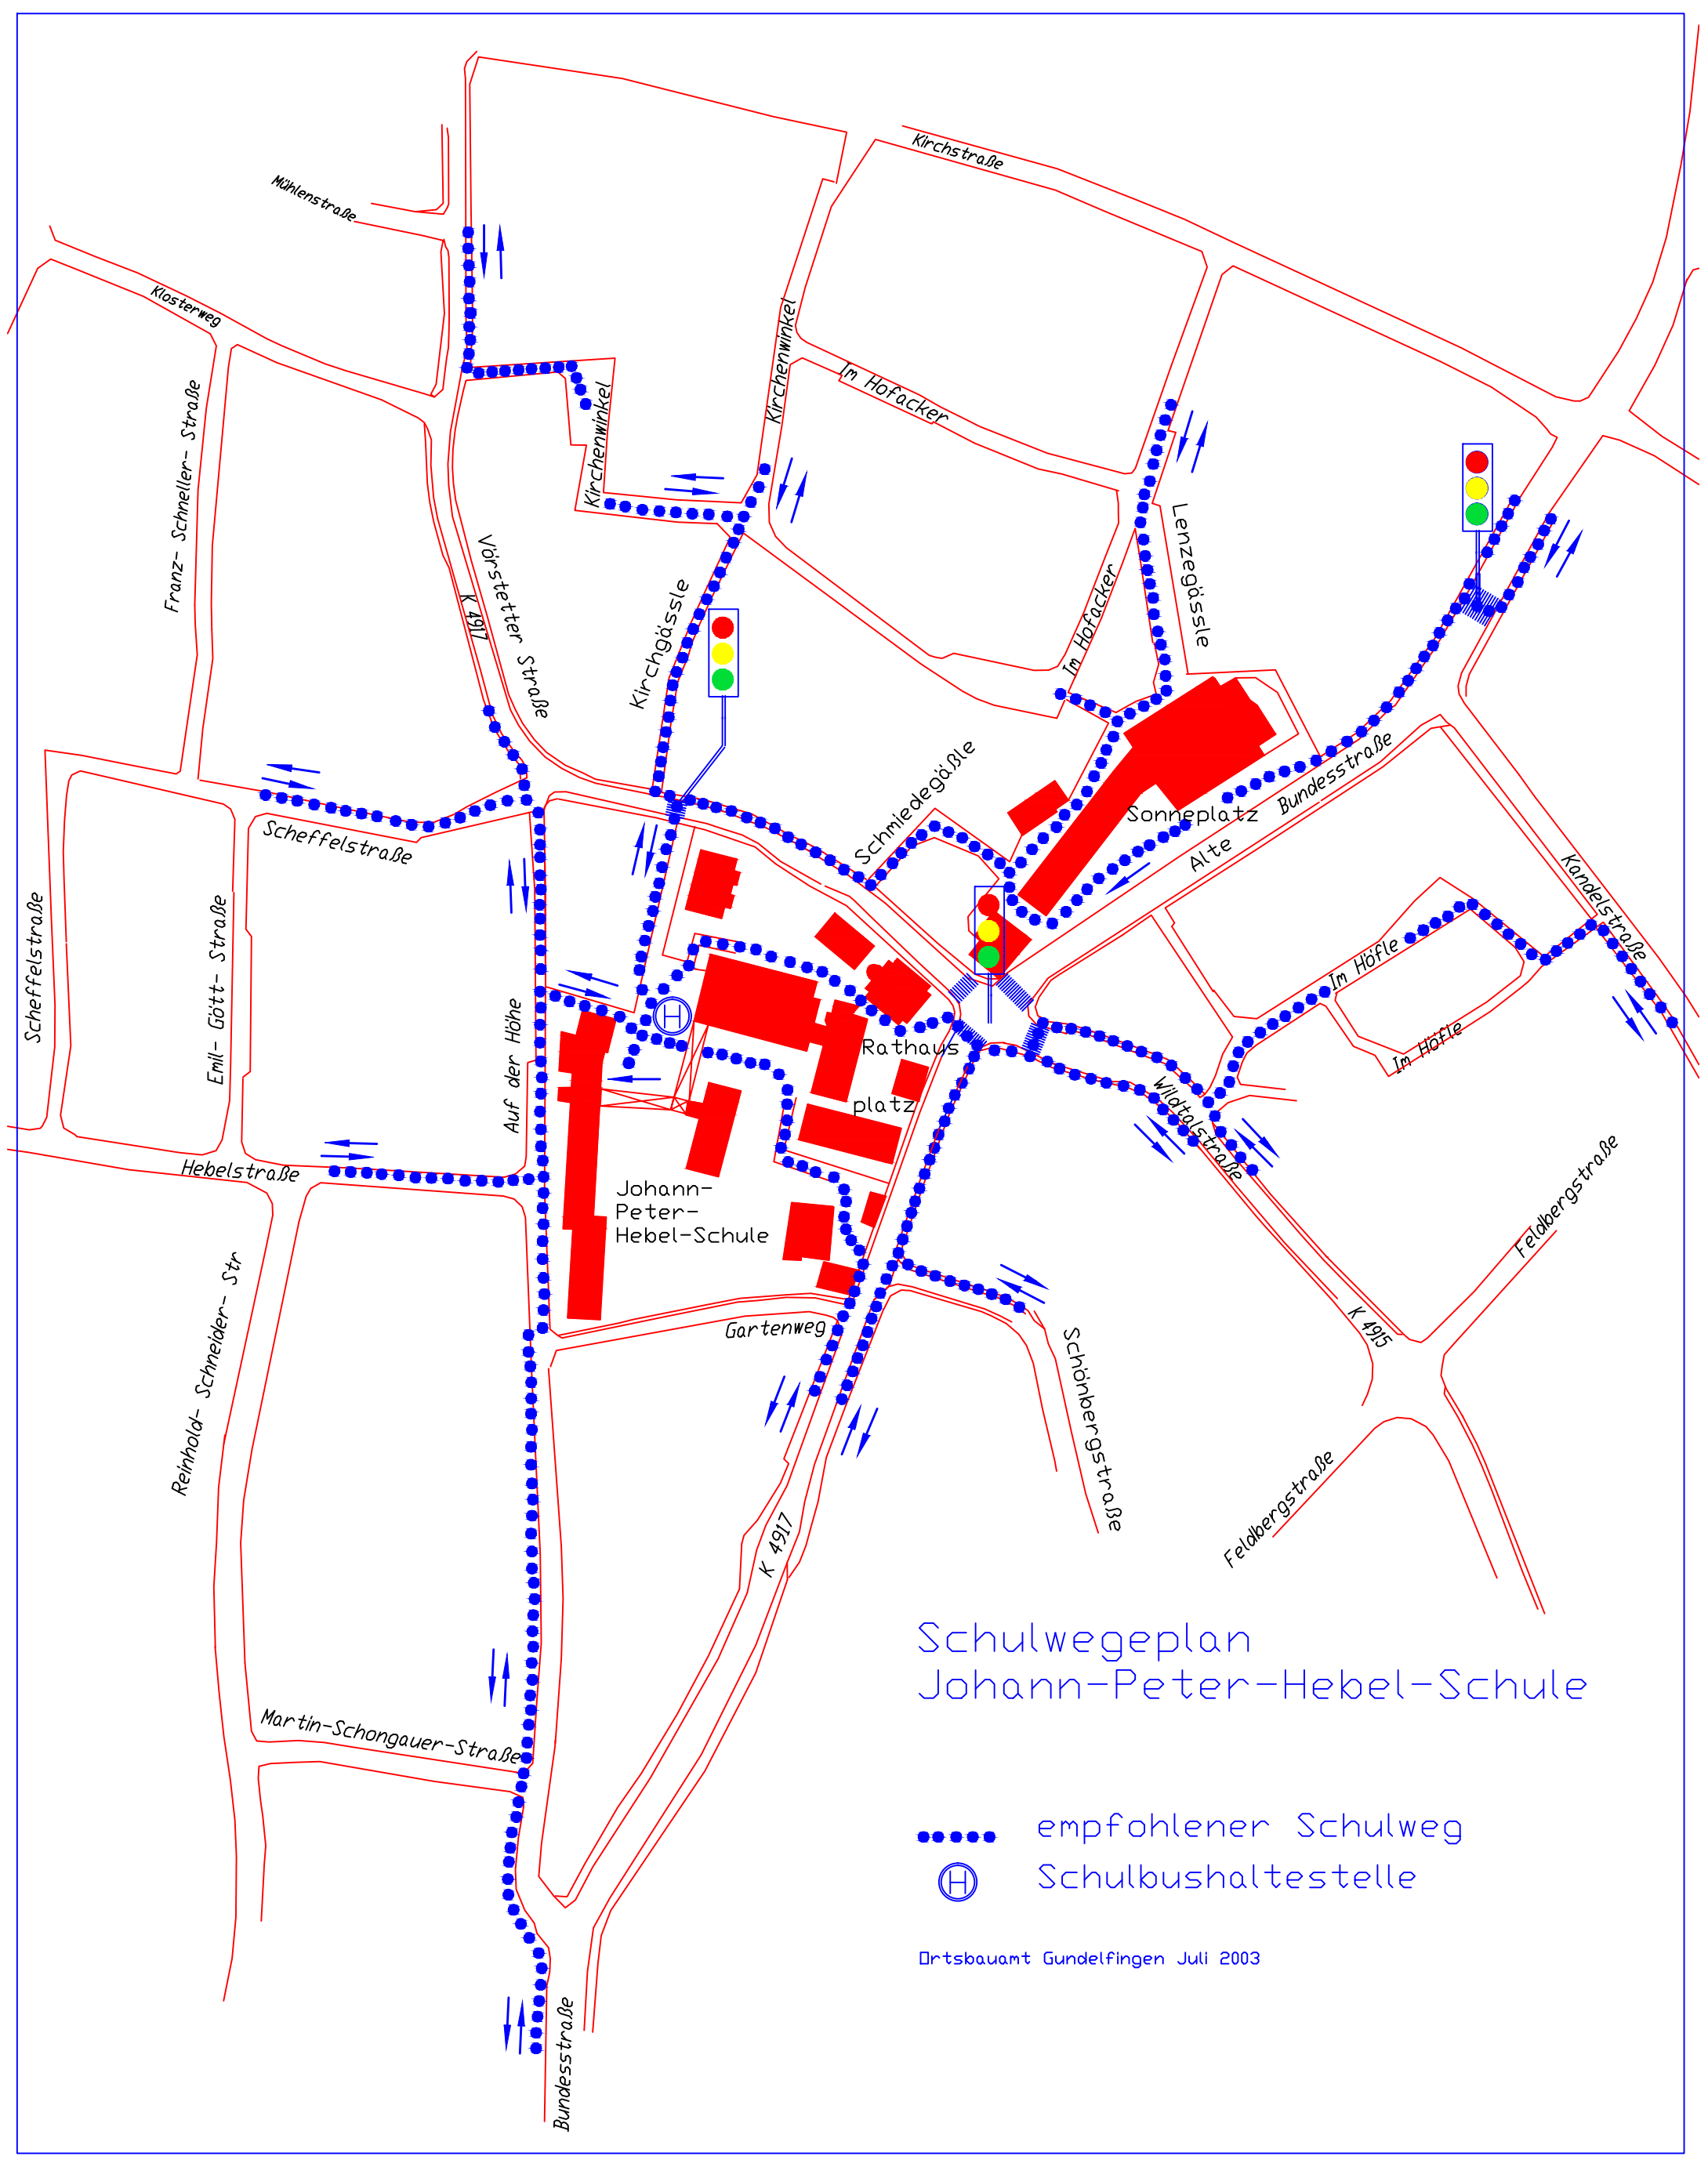 Kirchstraße
Mühlenstraße
Klosterweg
Kirchenwinkel
Im Hofacker
Franz- Schneller- Straße
Kirchenwinkel
Lenzegässle
Vörstetter Straße
K 4917
Kirchgässle
Im Hofacker
Schmiedegäßle
Sonneplatz
Alte
Bundesstraße
Scheffelstraße
Kandelstraße
Scheffelstraße
Emil- Gött- Straße
Im Höfle
Auf der Höhe
H
Rathaus
platz
Im Höfle
Wildtalstraße
Hebelstraße
Johann-
Peter-
Hebel-Schule
Feldbergstraße
Gartenweg
K 4915
Reinhold- Schneider- Str
Schönbergstraße
Feldbergstraße
K 4917
Schulwegeplan
Johann-Peter-Hebel-Schule
Martin-Schongauer-Straße
empfohlener Schulweg
H
Schulbushaltestelle
Ortsbauamt Gundelfingen Juli 2003
Bundesstraße